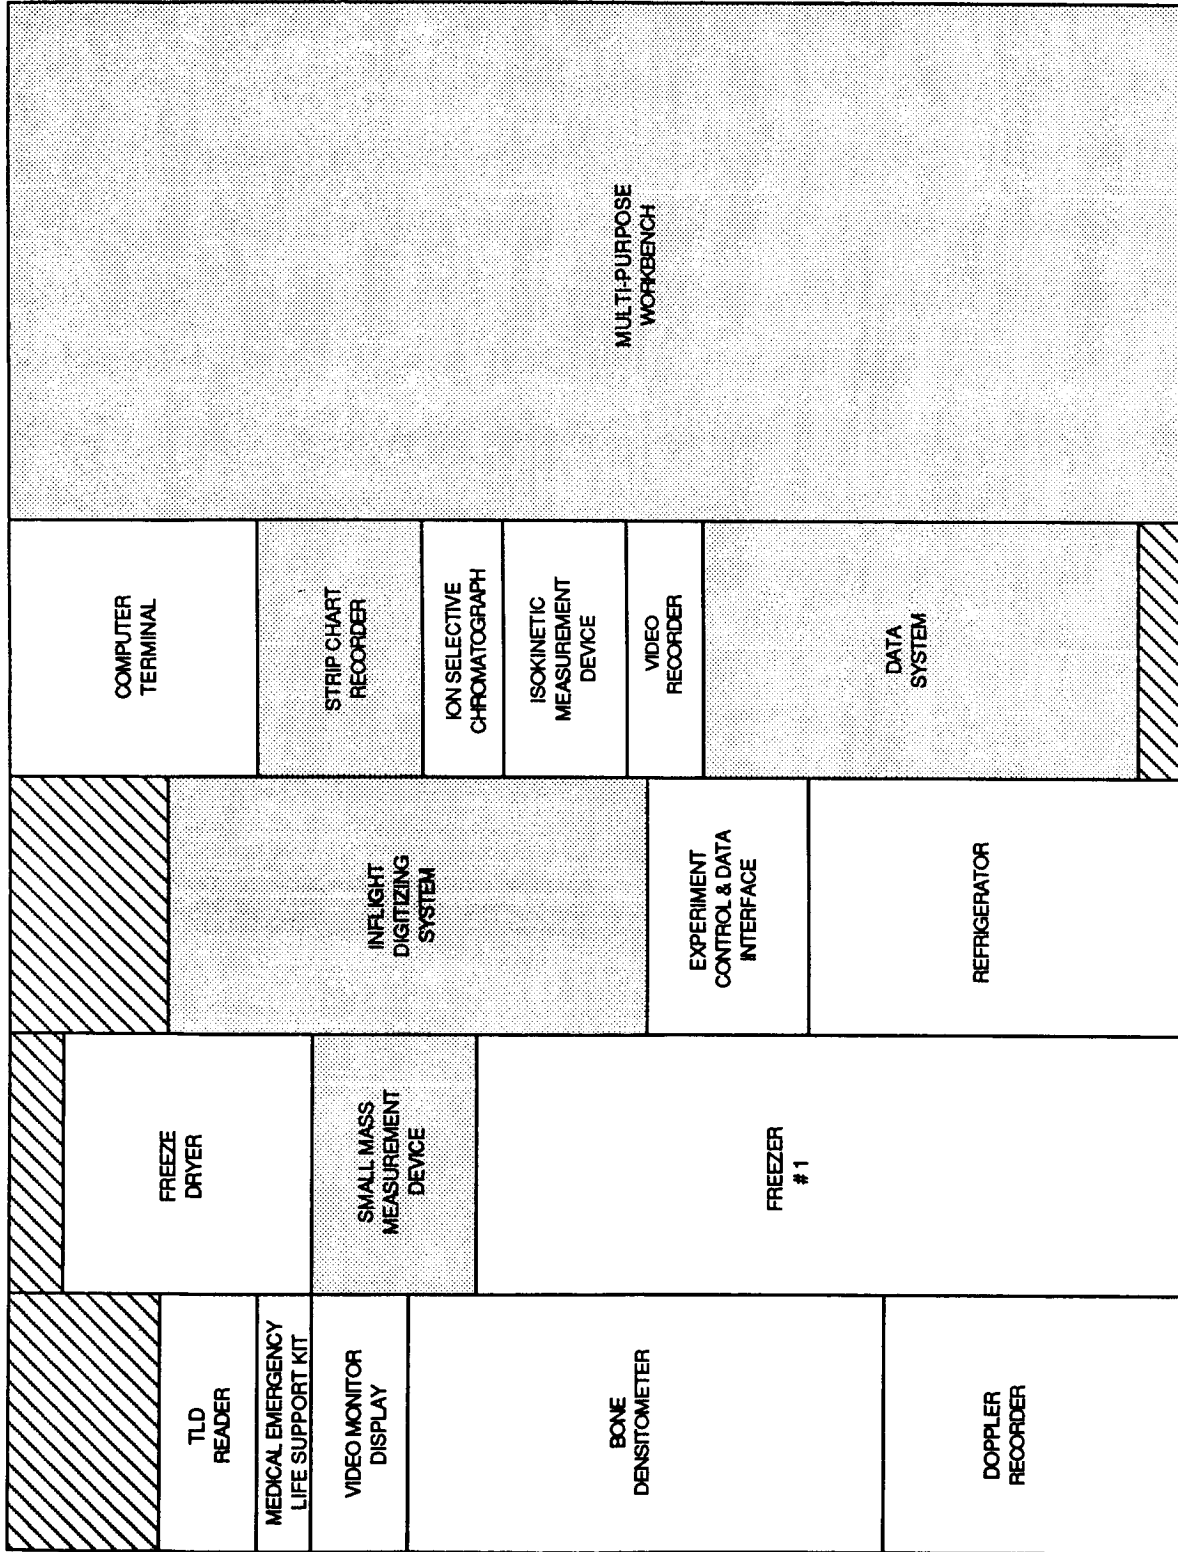 TLD
READER
MEDICAL EMERGENCY
LIFE SUPPORT KIT
VIDEO MONITOR
DISPLAY
BONE
DENSITOMETER
DOPPLER
RECORDER
FREEZE
DRYER
SMALL MASS
MEASUREMENT
DEVICE
FREEZER
#1
INFLIGHT
DIGITIZING
SYSTEM
EXPERIMENT
CONTROL & DATA
INTERFACE
REFRIGERATOR
COMPUTER
TERMINAL
STRIP CHART
RECORDER
ION SELECTIVE
CHROMATOGRAPH
ISOKINETIC
MEASUREMENT
DEVICE
VIDEO
RECORDER
DATA
SYSTEM
MULTI-PURPOSE
WORKBENCH